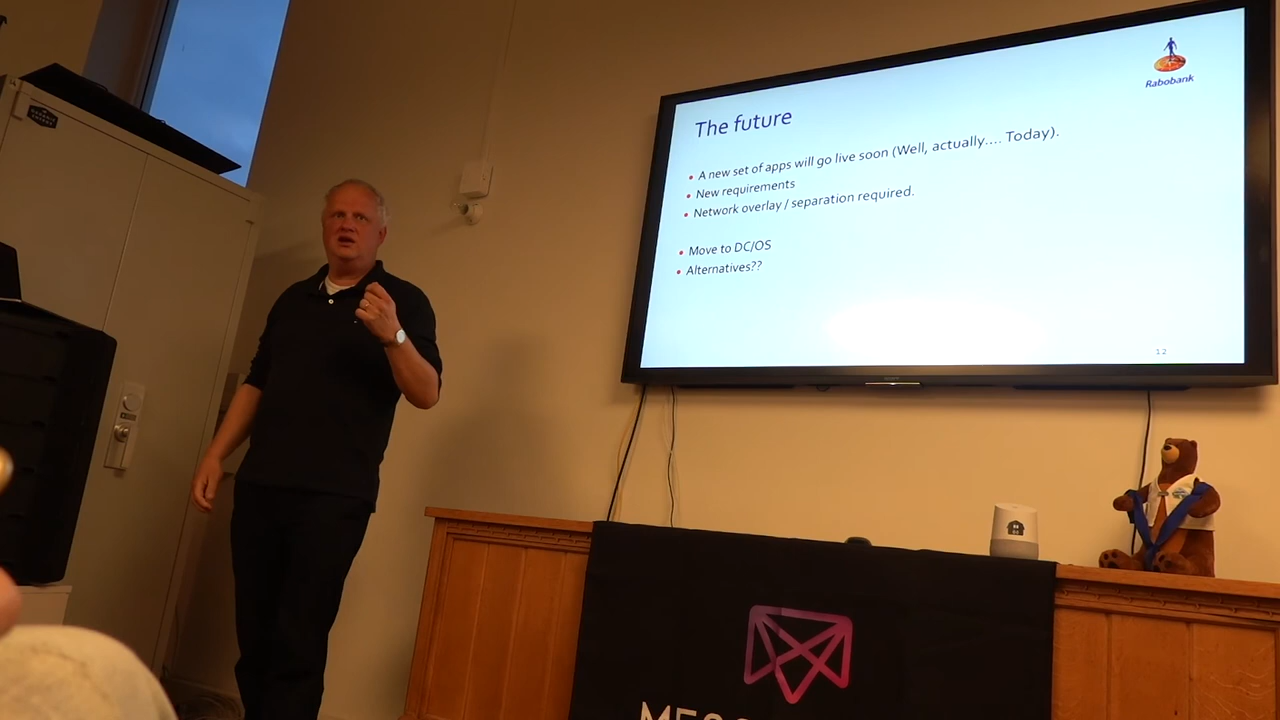 Rabobank
The future
A new set of apps will go live soon (Well, actually.... Today).
New requirements
Network overlay / separation required.
Move to DC/OS
Alternatives??
12